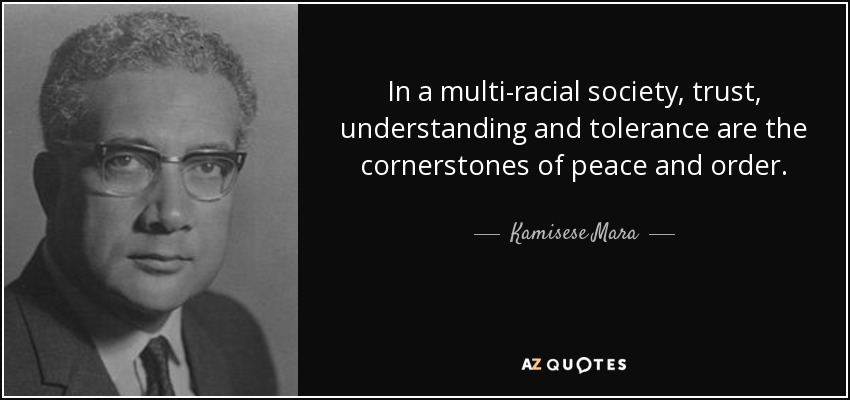 In a multi-racial society, trust,
understanding and tolerance are the
cornerstones of peace and order.
Kamisese Mara
AZ QUOTES